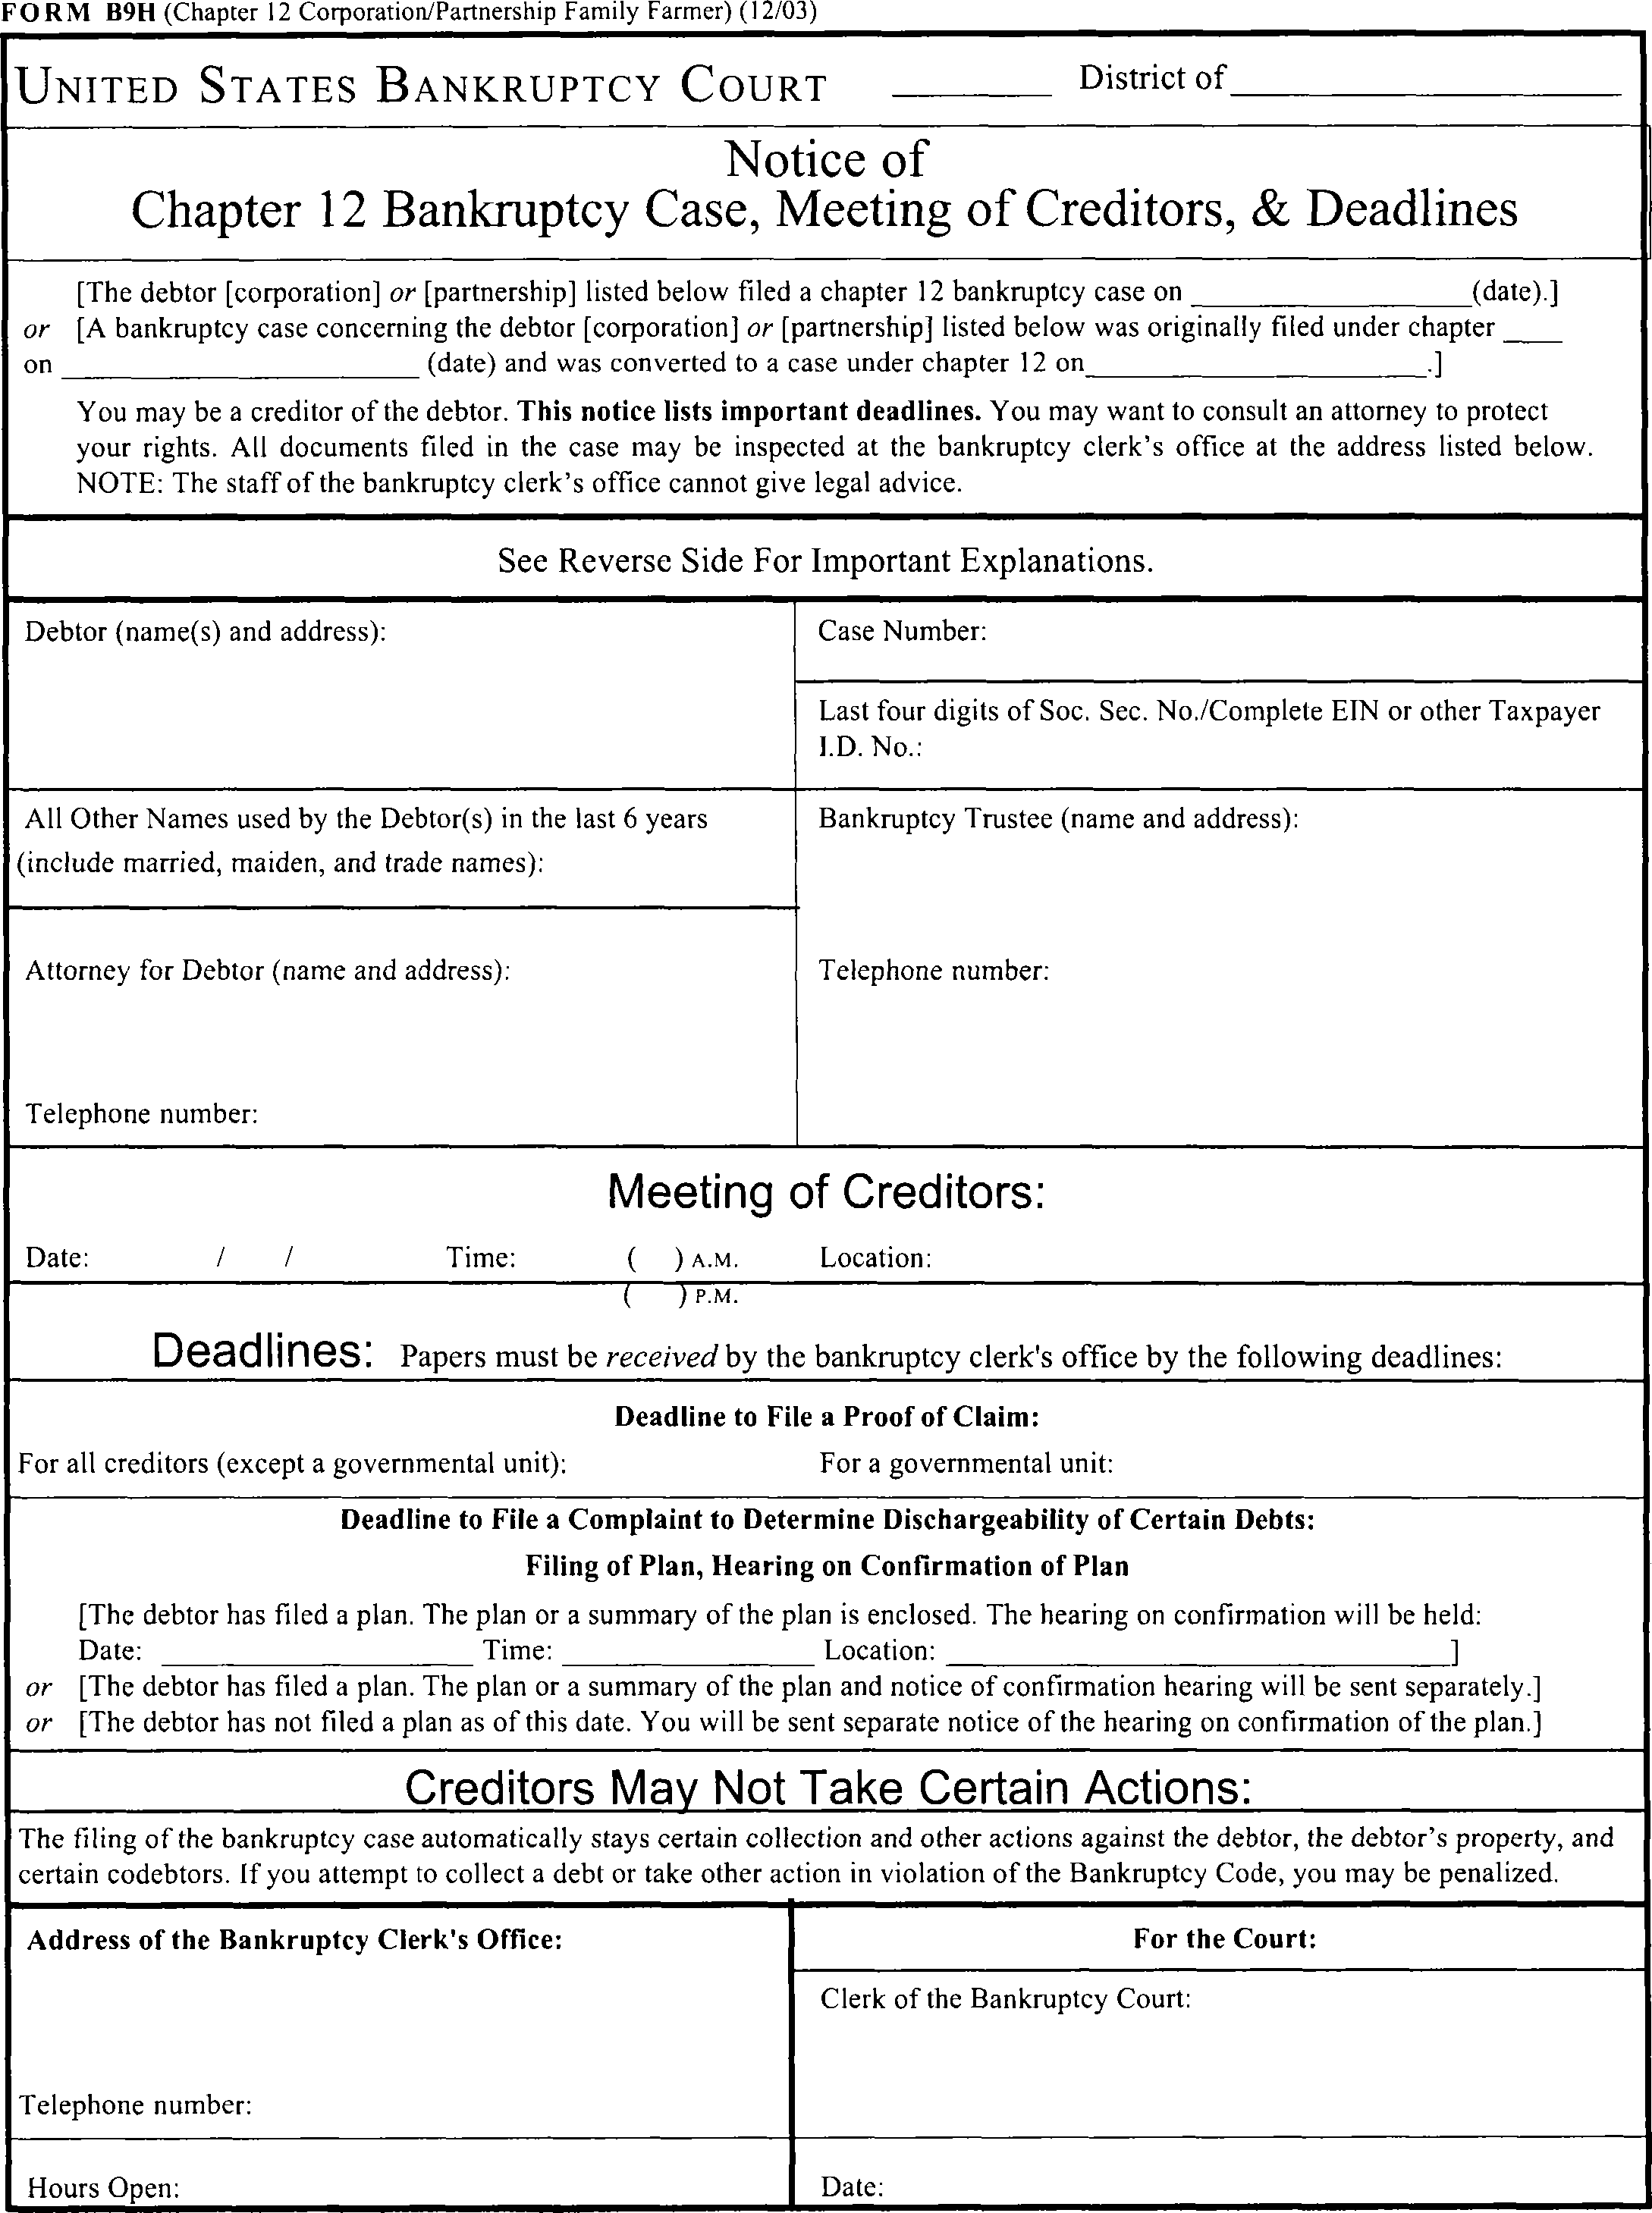 FORM B9H (Chapter 12 Corporation/Partnership Family Farmer) (12/03)
UNITED STATES BANKRUPTCY COURT ________ District of ____________________
Notice of
Chapter 12 Bankruptcy Case, Meeting of Creditors, & Deadlines
[The debtor [corporation] or [partnership] listed below filed a chapter 12 bankruptcy case on ____________________(date).]
or [A bankruptcy case concerning the debtor [corporation] or [partnership] listed below was originally filed under chapter ____
on ____________________ (date) and was converted to a case under chapter 12 on____________________.]
You may be a creditor of the debtor. This notice lists important deadlines. You may want to consult an attorney to protect
your rights. All documents filed in the case may be inspected at the bankruptcy clerk's office at the address listed below.
NOTE: The staff of the bankruptcy clerk's office cannot give legal advice.
See Reverse Side For Important Explanations.
Debtor (name(s) and address):
Case Number:
Last four digits of Soc. Sec. No./Complete EIN or other Taxpayer
I.D. No.:
All Other Names used by the Debtor(s) in the last 6 years
(include married, maiden, and trade names):
Bankruptcy Trustee (name and address):
Attorney for Debtor (name and address):
Telephone number:
Telephone number:
Meeting of Creditors:
Date: / / Time: ( ) A.M. Location:
( ) P.M.
Deadlines: Papers must be received by the bankruptcy clerk's office by the following deadlines:
Deadline to File a Proof of Claim:
For all creditors (except a governmental unit): For a governmental unit:
Deadline to File a Complaint to Determine Dischargeability of Certain Debts:
Filing of Plan, Hearing on Confirmation of Plan
[The debtor has filed a plan. The plan or a summary of the plan is enclosed. The hearing on confirmation will be held:
Date: ____________________ Time: ________________ Location: ______________________________]
or [The debtor has filed a plan. The plan or a summary of the plan and notice of confirmation hearing will be sent separately.]
or [The debtor has not filed a plan as of this date. You will be sent separate notice of the hearing on confirmation of the plan.]
Creditors May Not Take Certain Actions:
The filing of the bankruptcy case automatically stays certain collection and other actions against the debtor, the debtor's property, and
certain codebtors. If you attempt to collect a debt or take other action in violation of the Bankruptcy Code, you may be penalized.
Address of the Bankruptcy Clerk's Office:
For the Court:
Clerk of the Bankruptcy Court:
Telephone number:
Hours Open:
Date: